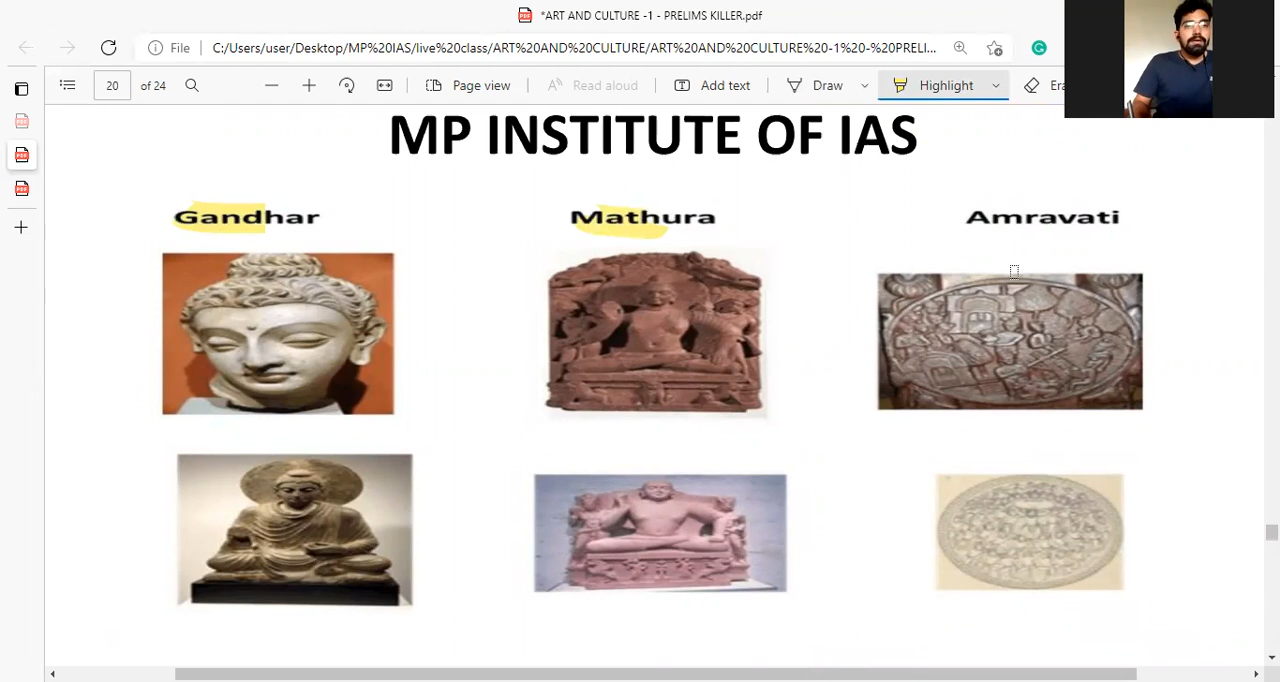 *ART AND CULTURE -1 - PRELIMS KILLER.pdf
File C:/Users/user/Desktop/MP%20IAS/live%20class/ART%20AND%20CULTURE/ART%20AND%20CULTURE%20-1%20-%20PRELI...
20 of 24 Page view Read aloud Add text Draw Highlight Era
MP INSTITUTE OF IAS
Gandhar Mathura Amravati